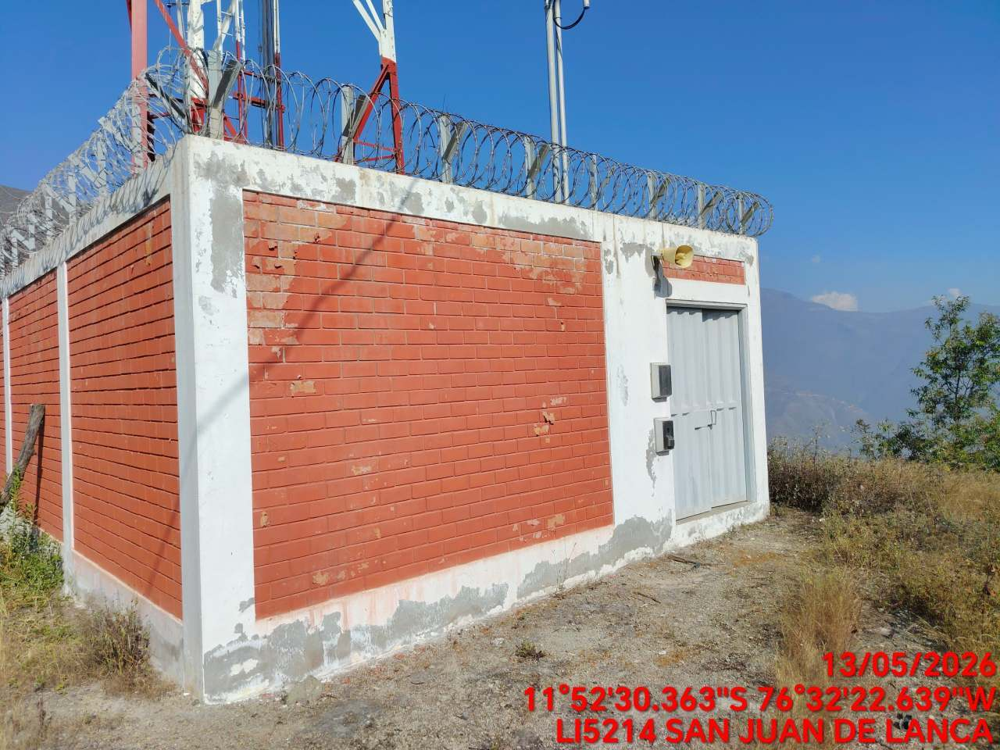 13/05/2026
11°52'30.363"S 76°32'22.639"W
LI5214 SAN JUAN DE LANCA